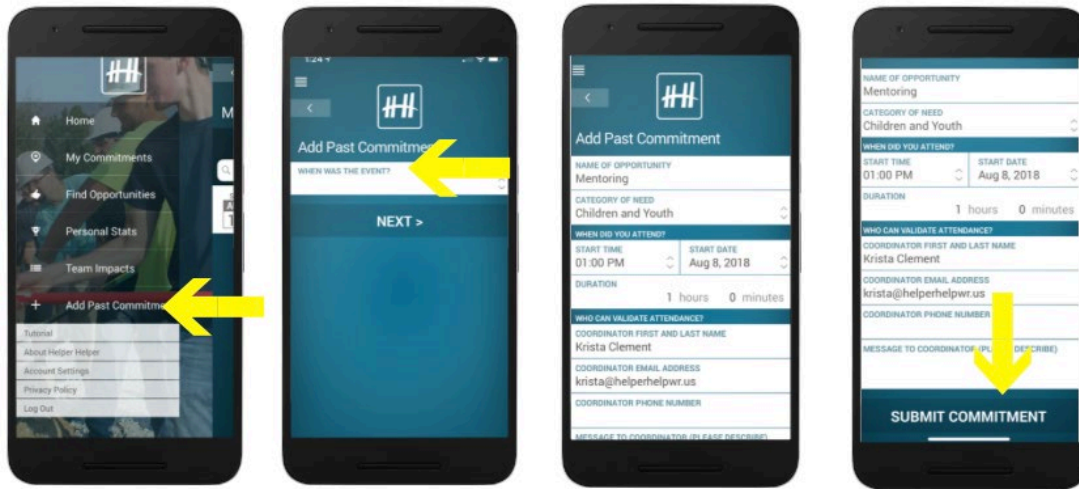 Home
My Commitments
Find Opportunities
Personal Stats
Team Impacts
+ Add Past Commitme
Tutorial
About Helper Helper
Account Settings
Privacy Policy
Log Out
M
1:24
Add Past Commitme
WHEN WAS THE EVENT?
NEXT >
Add Past Commitment
NAME OF OPPORTUNITY
Mentoring
CATEGORY OF NEED
Children and Youth
WHEN DID YOU ATTEND?
START TIME START DATE
01:00 PM Aug 8, 2018
DURATION
1 hours 0 minutes
WHO CAN VALIDATE ATTENDANCE?
COORDINATOR FIRST AND LAST NAME
Krista Clement
COORDINATOR EMAIL ADDRESS
krista@helperhelpwr.us
COORDINATOR PHONE NUMBER
MESSAGE TO COORDINATOR (PLEASE DESCRIBE)
NAME OF OPPORTUNITY
Mentoring
CATEGORY OF NEED
Children and Youth
WHEN DID YOU ATTEND?
START TIME START DATE
01:00 PM Aug 8, 2018
DURATION
1 hours 0 minutes
WHO CAN VALIDATE ATTENDANCE?
COORDINATOR FIRST AND LAST NAME
Krista Clement
COORDINATOR EMAIL ADDRESS
krista@helperhelpwr.us
COORDINATOR PHONE NUMBER
MESSAGE TO COORDINATOR (PL DESCRIBE)
SUBMIT COMMITMENT